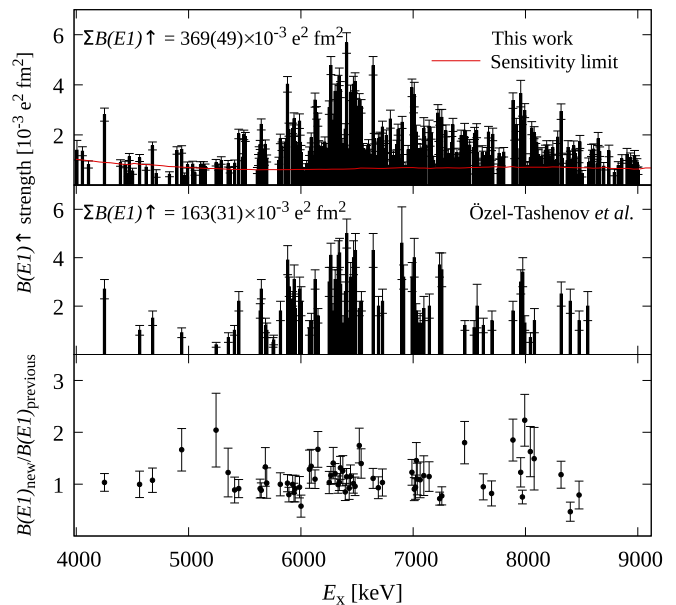 ΣB(E1)↑ = 369(49)×10⁻³ e² fm²
This work
Sensitivity limit
6
4
2
ΣB(E1)↑ = 163(31)×10⁻³ e² fm²
Özel-Tashenov et al.
6
4
2
B(E1)↑ strength [10⁻³ e² fm²]
3
2
1
B(E1)new/B(E1)previous
4000 5000 6000 7000 8000 9000
Ex [keV]